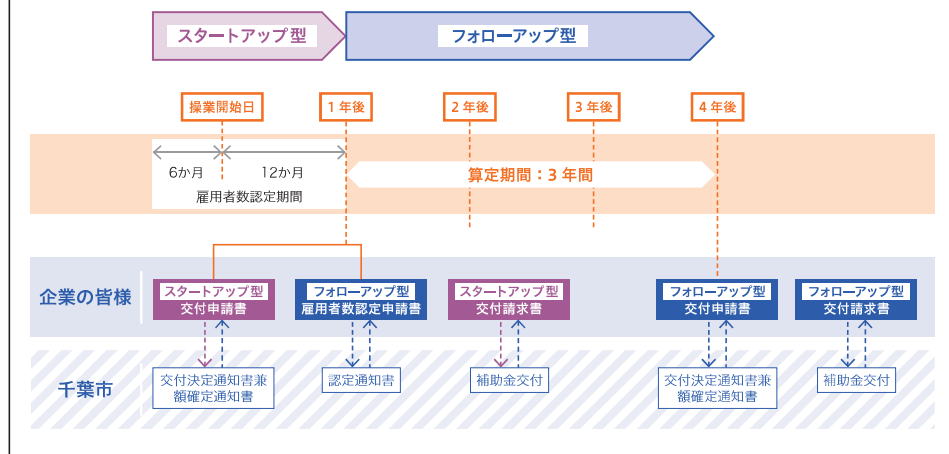 スタートアップ型
フォローアップ型
操業開始日
1年後
2年後
3年後
4年後
6か月
12か月
雇用者数認定期間
算定期間：3年間
企業の皆様
スタートアップ型
交付申請書
フォローアップ型
雇用者数認定申請書
スタートアップ型
交付請求書
フォローアップ型
交付申請書
フォローアップ型
交付請求書
千葉市
交付決定通知書兼
額確定通知書
認定通知書
補助金交付
交付決定通知書兼
額確定通知書
補助金交付